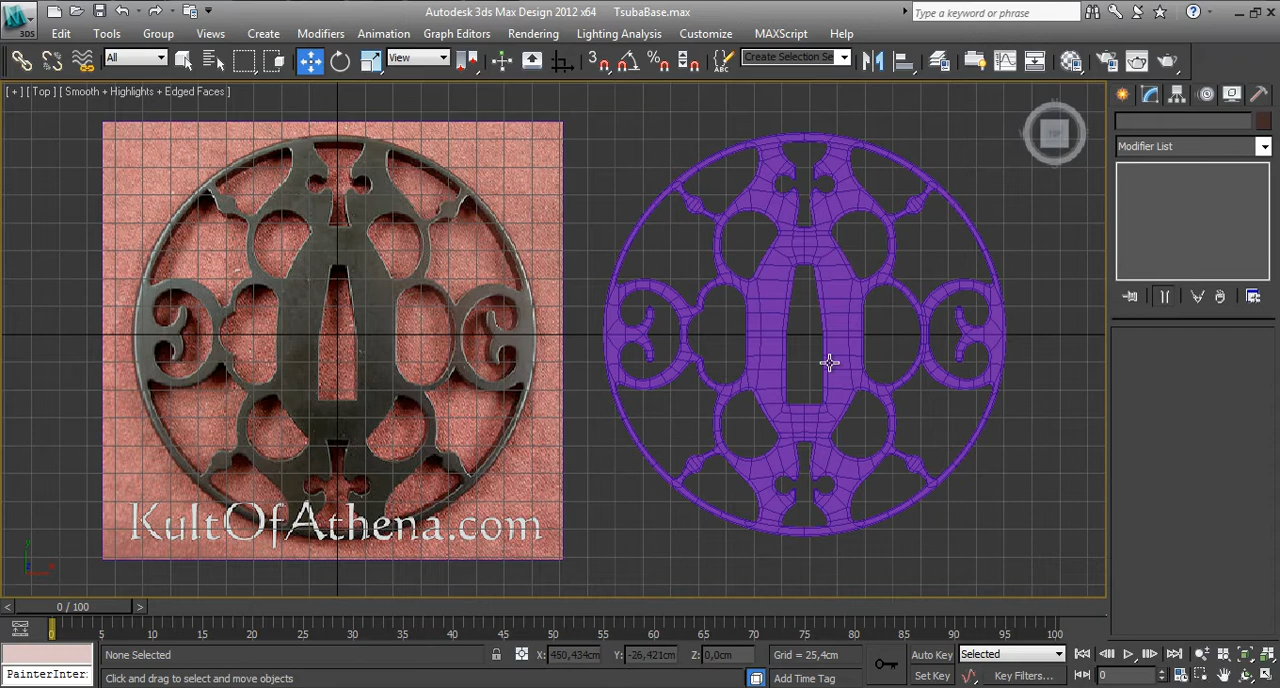 Autodesk 3ds Max Design 2012 x64 TsubaBase.max
Type a keyword or phrase
3DS
Edit Tools Group Views Create Modifiers Animation Graph Editors Rendering Lighting Analysis Customize MAXScript Help
All View Create Selection Se
[ + ] [ Top ] [ Smooth + Highlights + Edged Faces ]
TOP
Modifier List
KultOfAthena.com
0 / 100
0 5 10 15 20 25 30 35 40 45 50 55 60 65 70 75 80 85 90 95 100
None Selected X: 450,434cm Y: -26,421cm Z: 0,0cm Grid = 25,4cm Auto Key Selected
PainterInter: Click and drag to select and move objects Add Time Tag Set Key Key Filters... 0